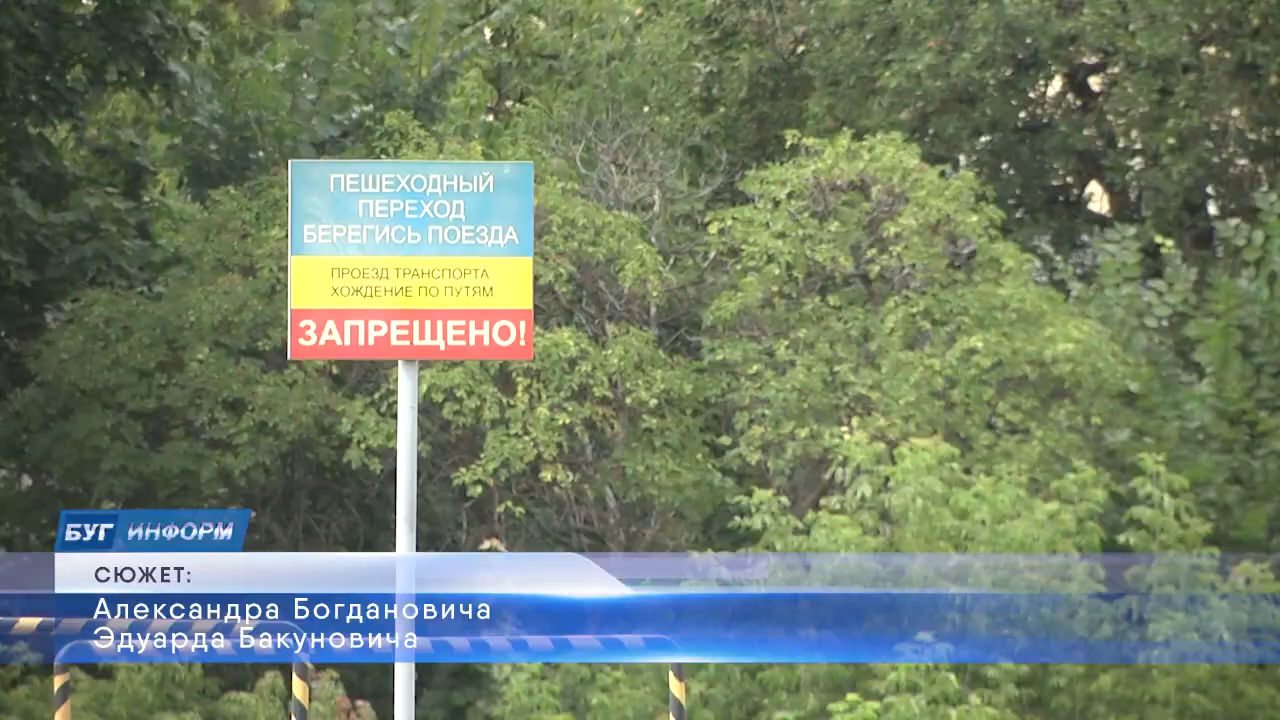 ПЕШЕХОДНЫЙ
ПЕРЕХОД
БЕРЕГИСЬ ПОЕЗДА
ПРОЕЗД ТРАНСПОРТА
ХОЖДЕНИЕ ПО ПУТЯМ
ЗАПРЕЩЕНО!
БУГ ИНФОРМ
СЮЖЕТ:
Александра Богдановича
Эдуарда Бакуновича